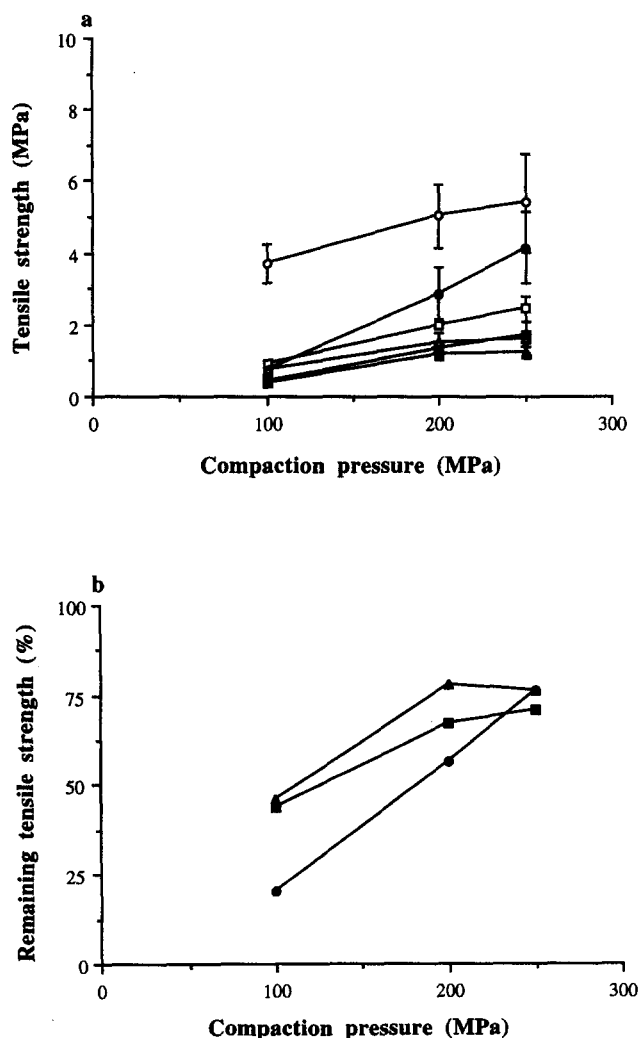 a
10
8
6
4
2
0
Tensile strength (MPa)
0 100 200 300
Compaction pressure (MPa)
b
100
75
50
25
0
Remaining tensile strength (%)
0 100 200 300
Compaction pressure (MPa)